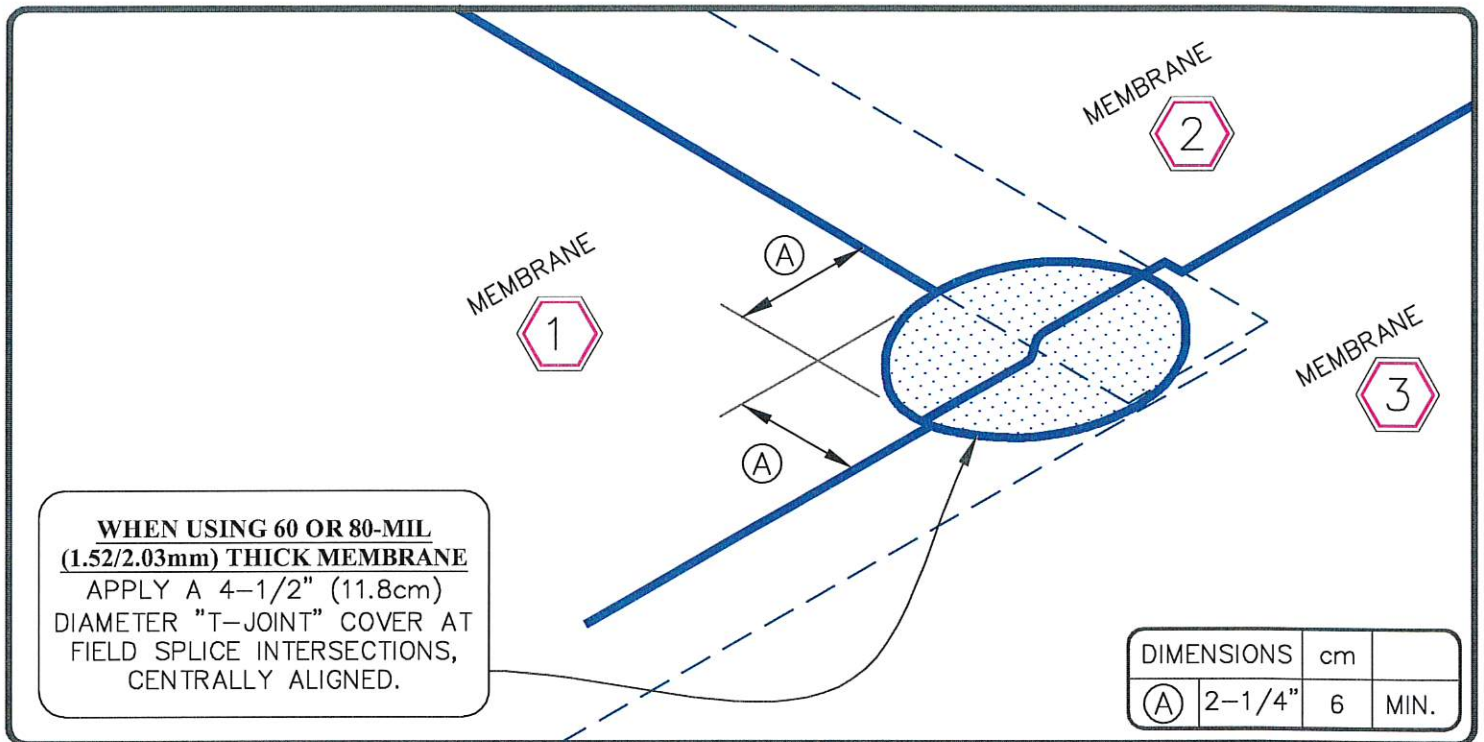 MEMBRANE
2
MEMBRANE
1
A
MEMBRANE
3
A
WHEN USING 60 OR 80-MIL
(1.52/2.03mm) THICK MEMBRANE
APPLY A 4-1/2" (11.8cm)
DIAMETER "T-JOINT" COVER AT
FIELD SPLICE INTERSECTIONS,
CENTRALLY ALIGNED.
DIMENSIONS cm
A 2-1/4" 6 MIN.